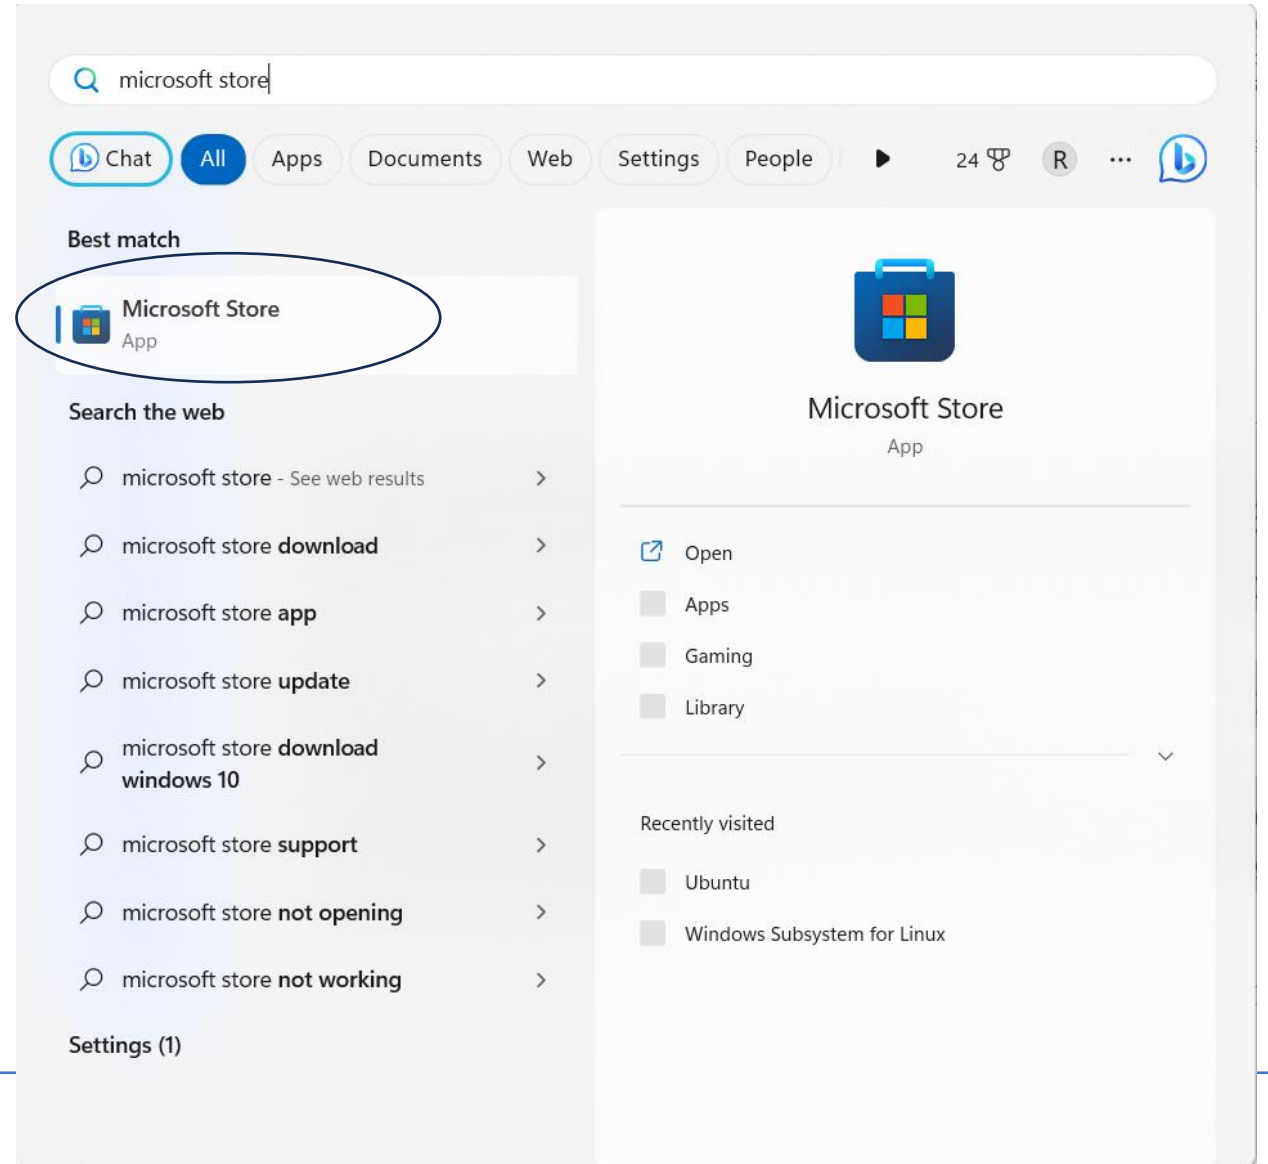 microsoft store
Chat
All
Apps
Documents
Web
Settings
People
24
R
Best match
Microsoft Store
App
Search the web
microsoft store - See web results
microsoft store download
microsoft store app
microsoft store update
microsoft store download
windows 10
microsoft store support
microsoft store not opening
microsoft store not working
Settings (1)
Microsoft Store
App
Open
Apps
Gaming
Library
Recently visited
Ubuntu
Windows Subsystem for Linux